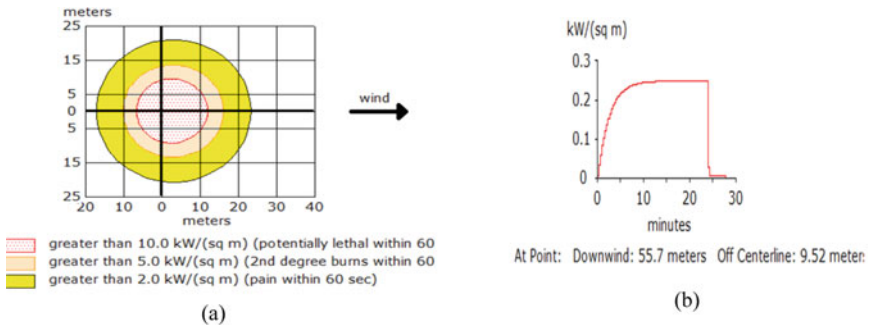 meters
25
15
5
0
5
15
25
20 10 0 10 20 30 40
meters
wind
greater than 10.0 kW/(sq m) (potentially lethal within 60
greater than 5.0 kW/(sq m) (2nd degree burns within 60
greater than 2.0 kW/(sq m) (pain within 60 sec)
(a)
kW/(sq m)
0.3
0.2
0.1
0
0 10 20 30
minutes
At Point: Downwind: 55.7 meters Off Centerline: 9.52 meters
(b)